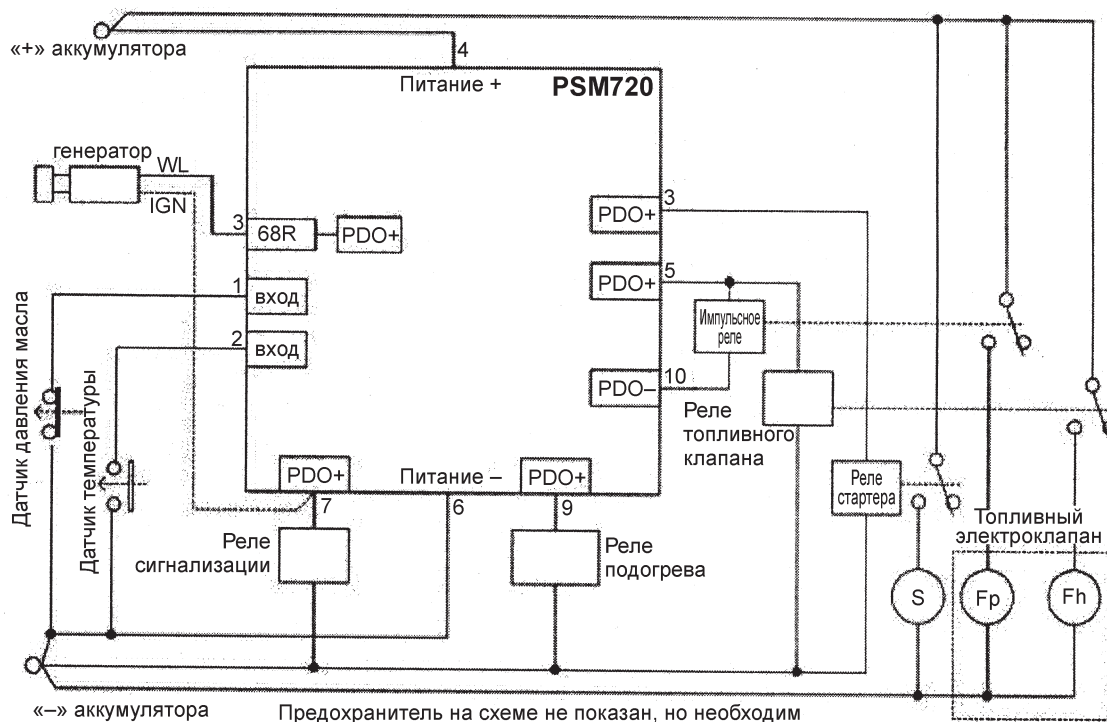 «+» аккумулятора
4
Питание +
PSM720
генератор
WL
IGN
3
68R
PDO+
3
PDO+
1
вход
5
PDO+
2
вход
Импульсное
реле
10
PDO–
Датчик давления масла
Датчик температуры
Реле
топливного
клапана
PDO+
Питание –
PDO+
7
6
9
Реле
стартера
Реле
сигнализации
Реле
подогрева
Топливный
электроклапан
S
Fp
Fh
«–» аккумулятора
Предохранитель на схеме не показан, но необходим